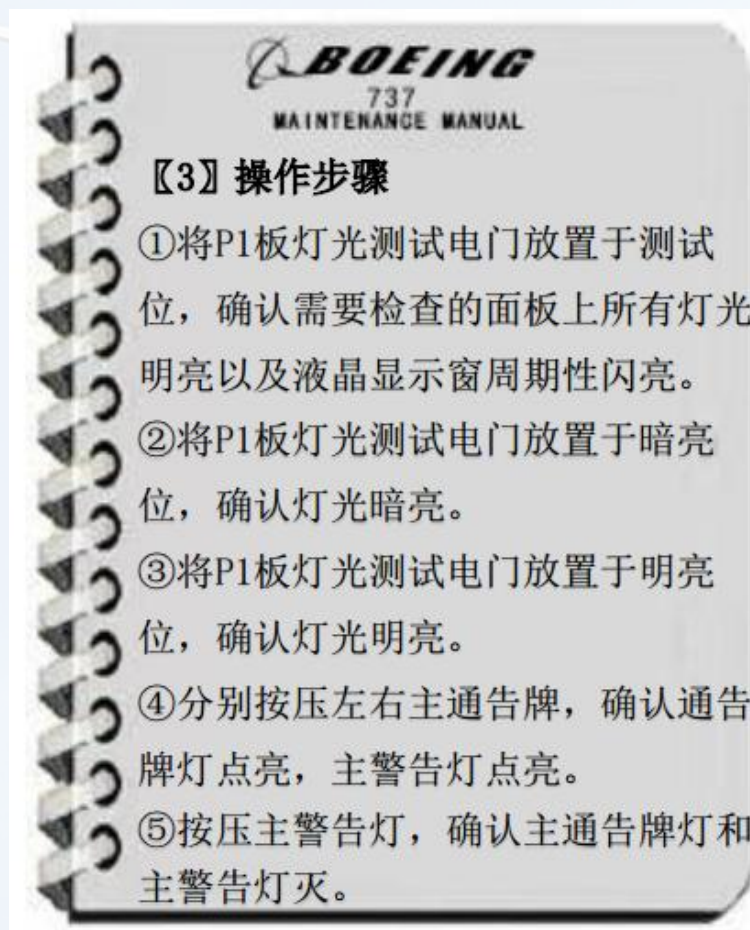 BOEING
737
MAINTENANCE MANUAL
〖3〗操作步骤
①将P1板灯光测试电门放置于测试
位，确认需要检查的面板上所有灯光
明亮以及液晶显示窗周期性闪亮。
②将P1板灯光测试电门放置于暗亮
位，确认灯光暗亮。
③将P1板灯光测试电门放置于明亮
位，确认灯光明亮。
④分别按压左右主通告牌，确认通告
牌灯点亮，主警告灯点亮。
⑤按压主警告灯，确认主通告牌灯和
主警告灯灭。